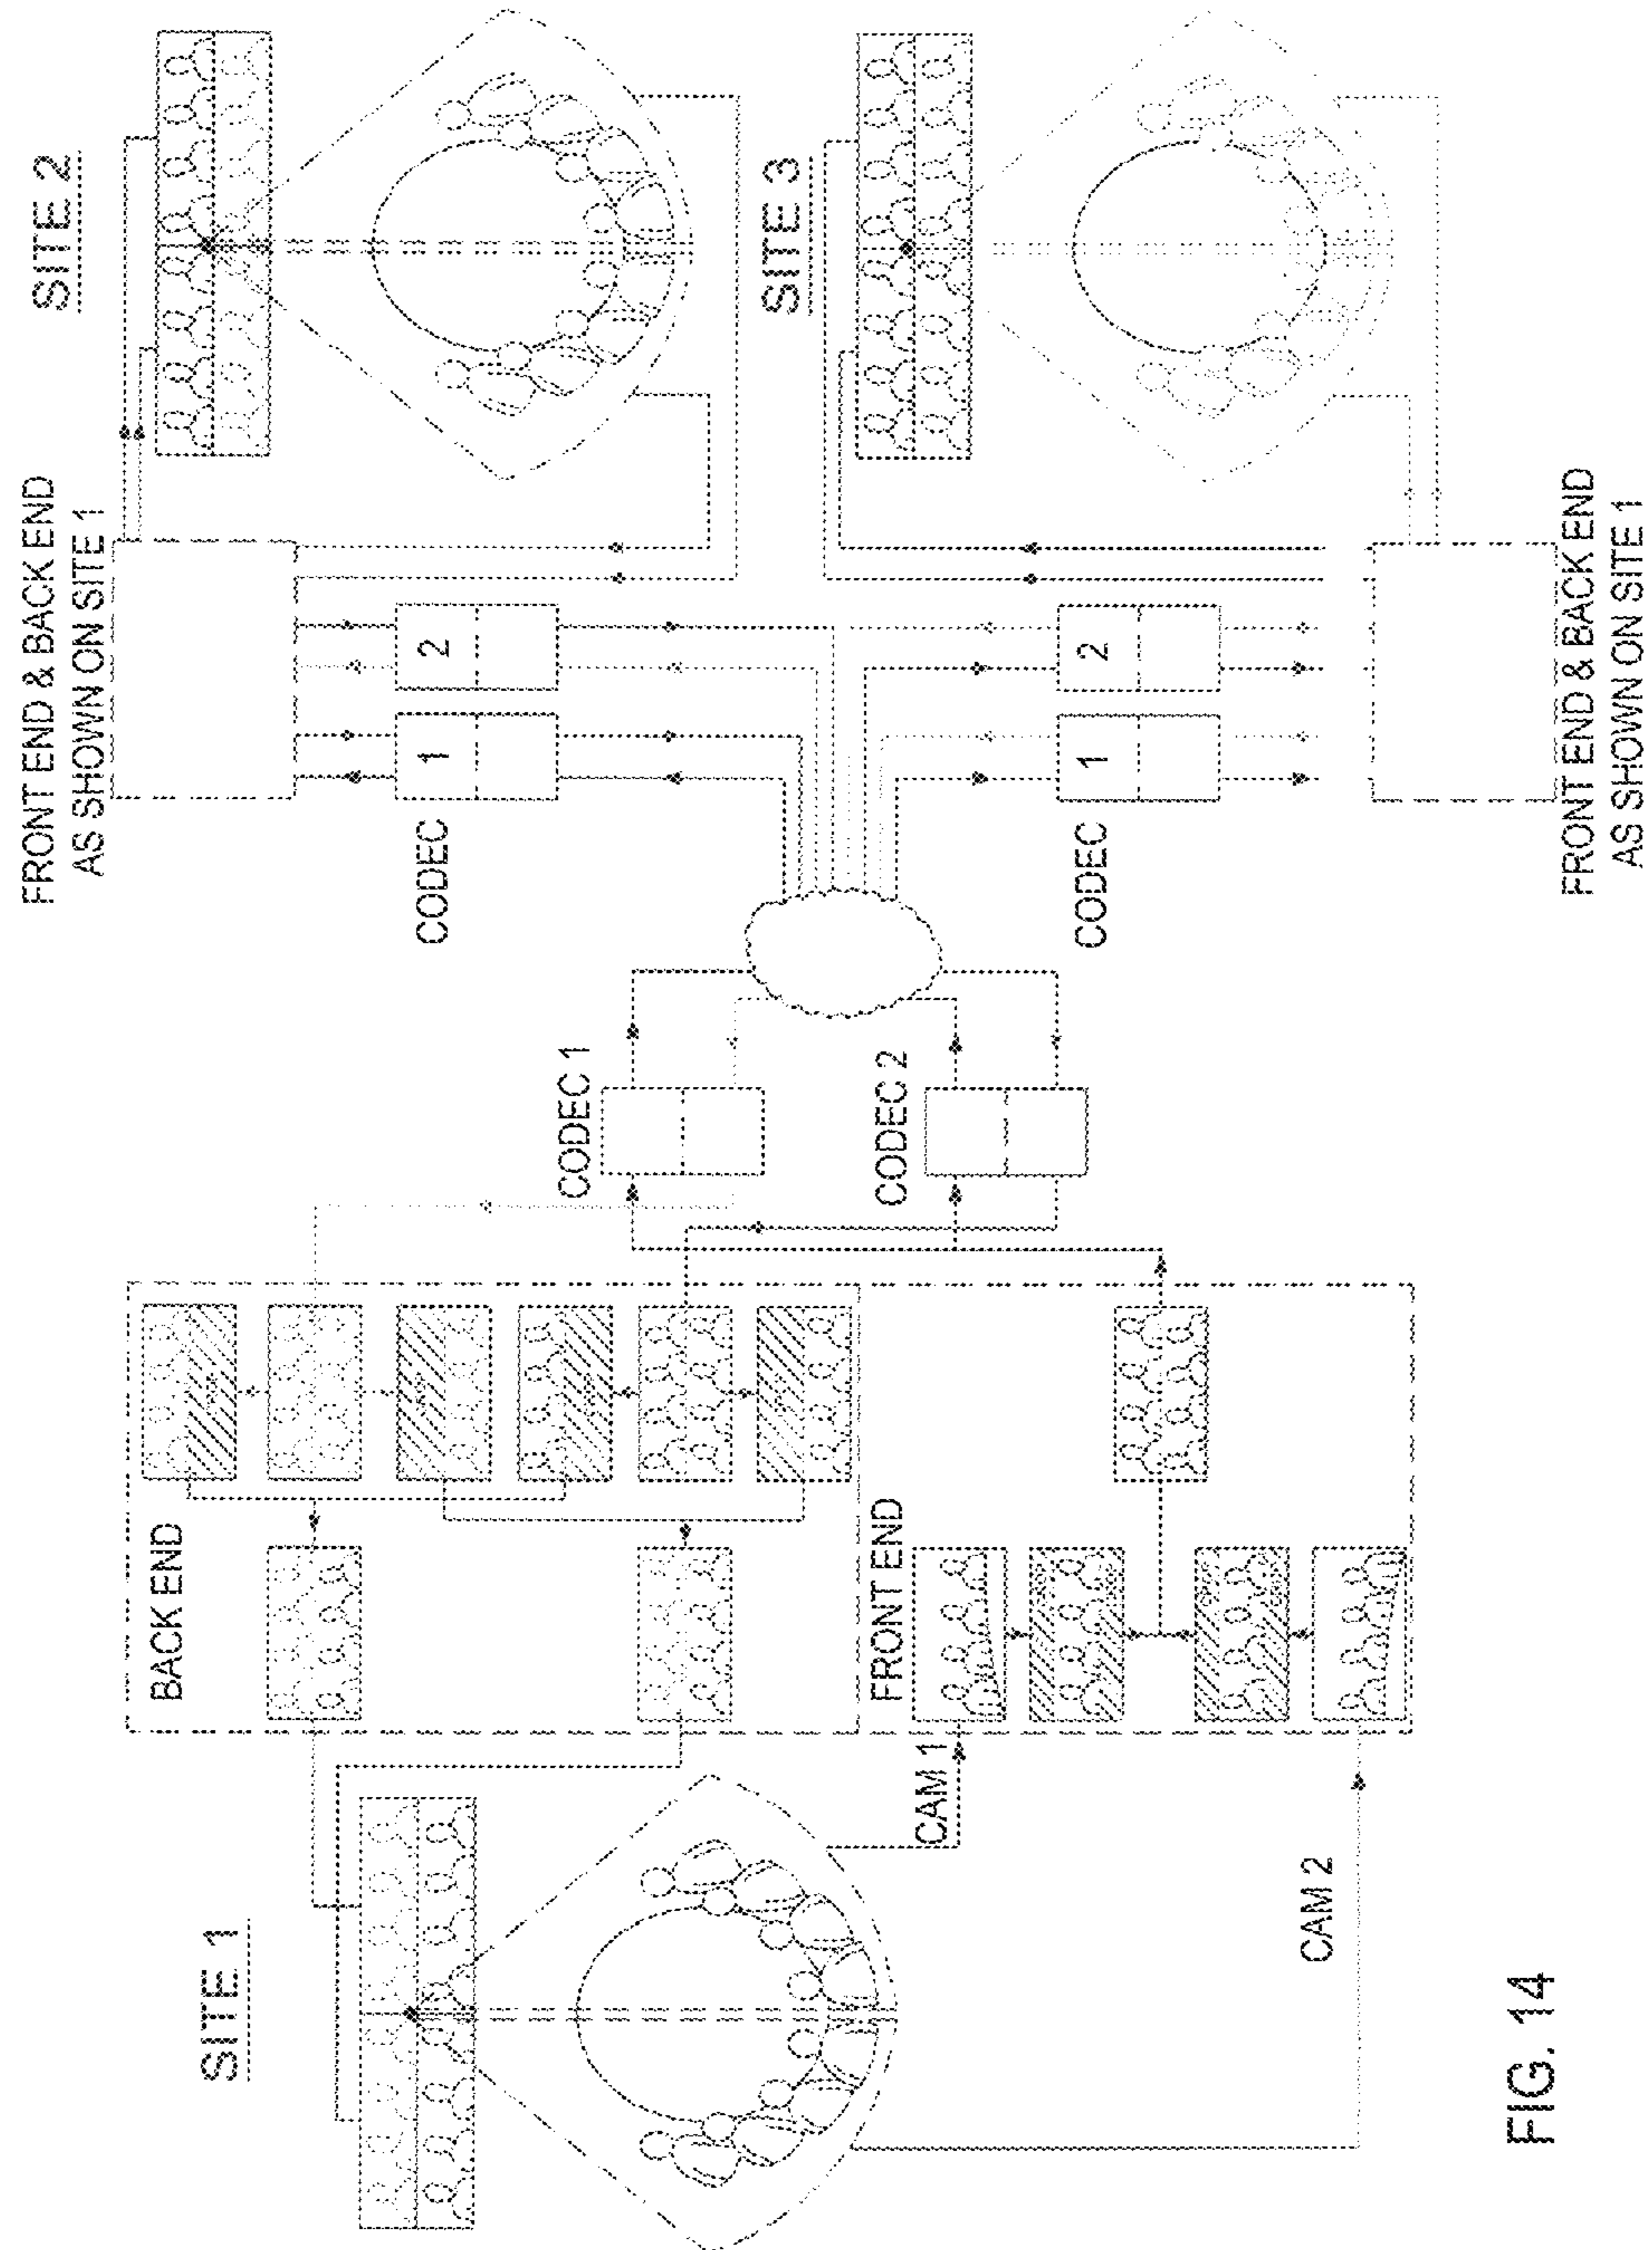 SITE 1
BACK END
FRONT END
CAM 1
CAM 2
CODEC 1
CODEC 2
FRONT END & BACK END
AS SHOWN ON SITE 1
SITE 2
CODEC
1
2
SITE 3
CODEC
1
2
FRONT END & BACK END
AS SHOWN ON SITE 1
FIG. 14